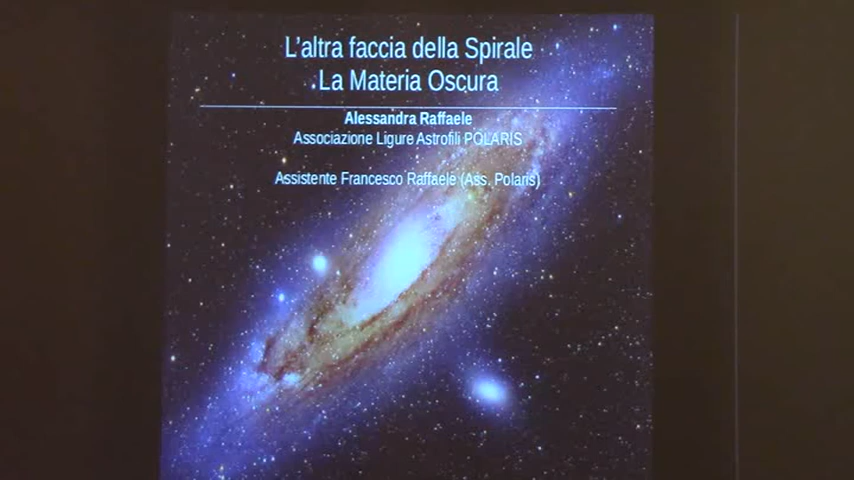 L'altra faccia della Spirale
La Materia Oscura
Alessandra Raffaele
Associazione Ligure Astrofili POLARIS
Assistente Francesco Raffaele (Ass. Polaris)